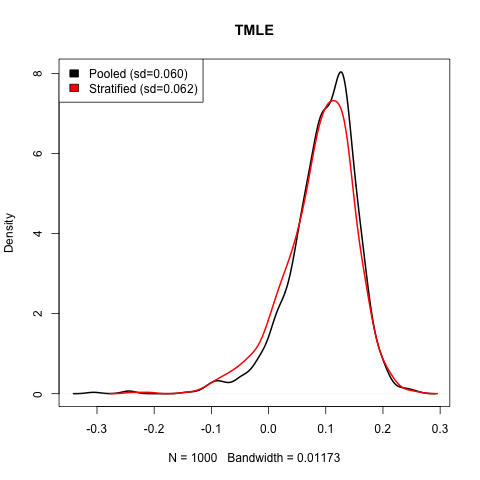 TMLE
Pooled (sd=0.060)
Stratified (sd=0.062)
Density
8
6
4
2
0
-0.3 -0.2 -0.1 0.0 0.1 0.2 0.3
N = 1000 Bandwidth = 0.01173